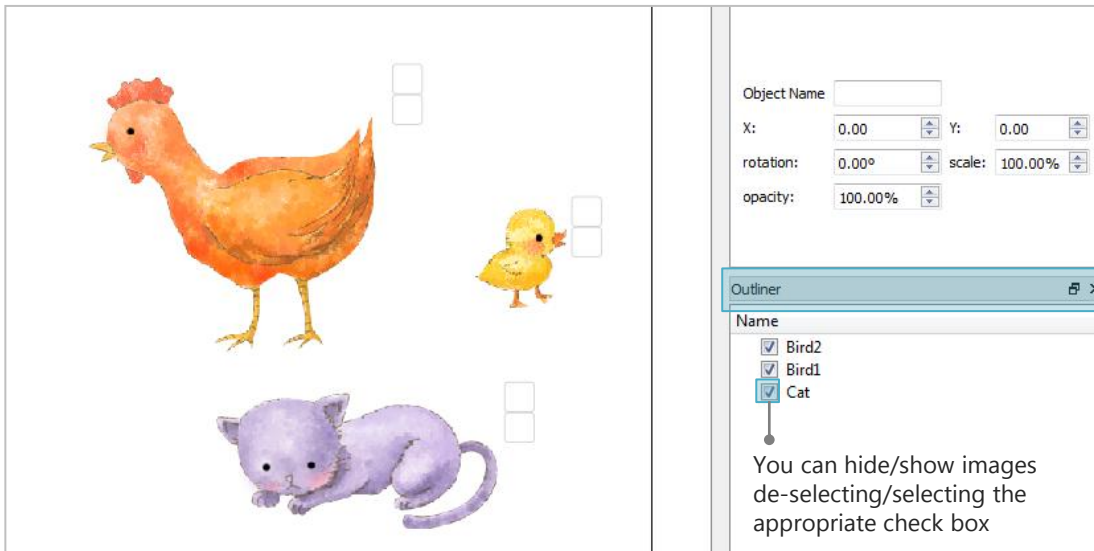 Object Name
X: 0.00 Y: 0.00
rotation: 0.00° scale: 100.00%
opacity: 100.00%
Outliner
Name
Bird2
Bird1
Cat
You can hide/show images
de-selecting/selecting the
appropriate check box